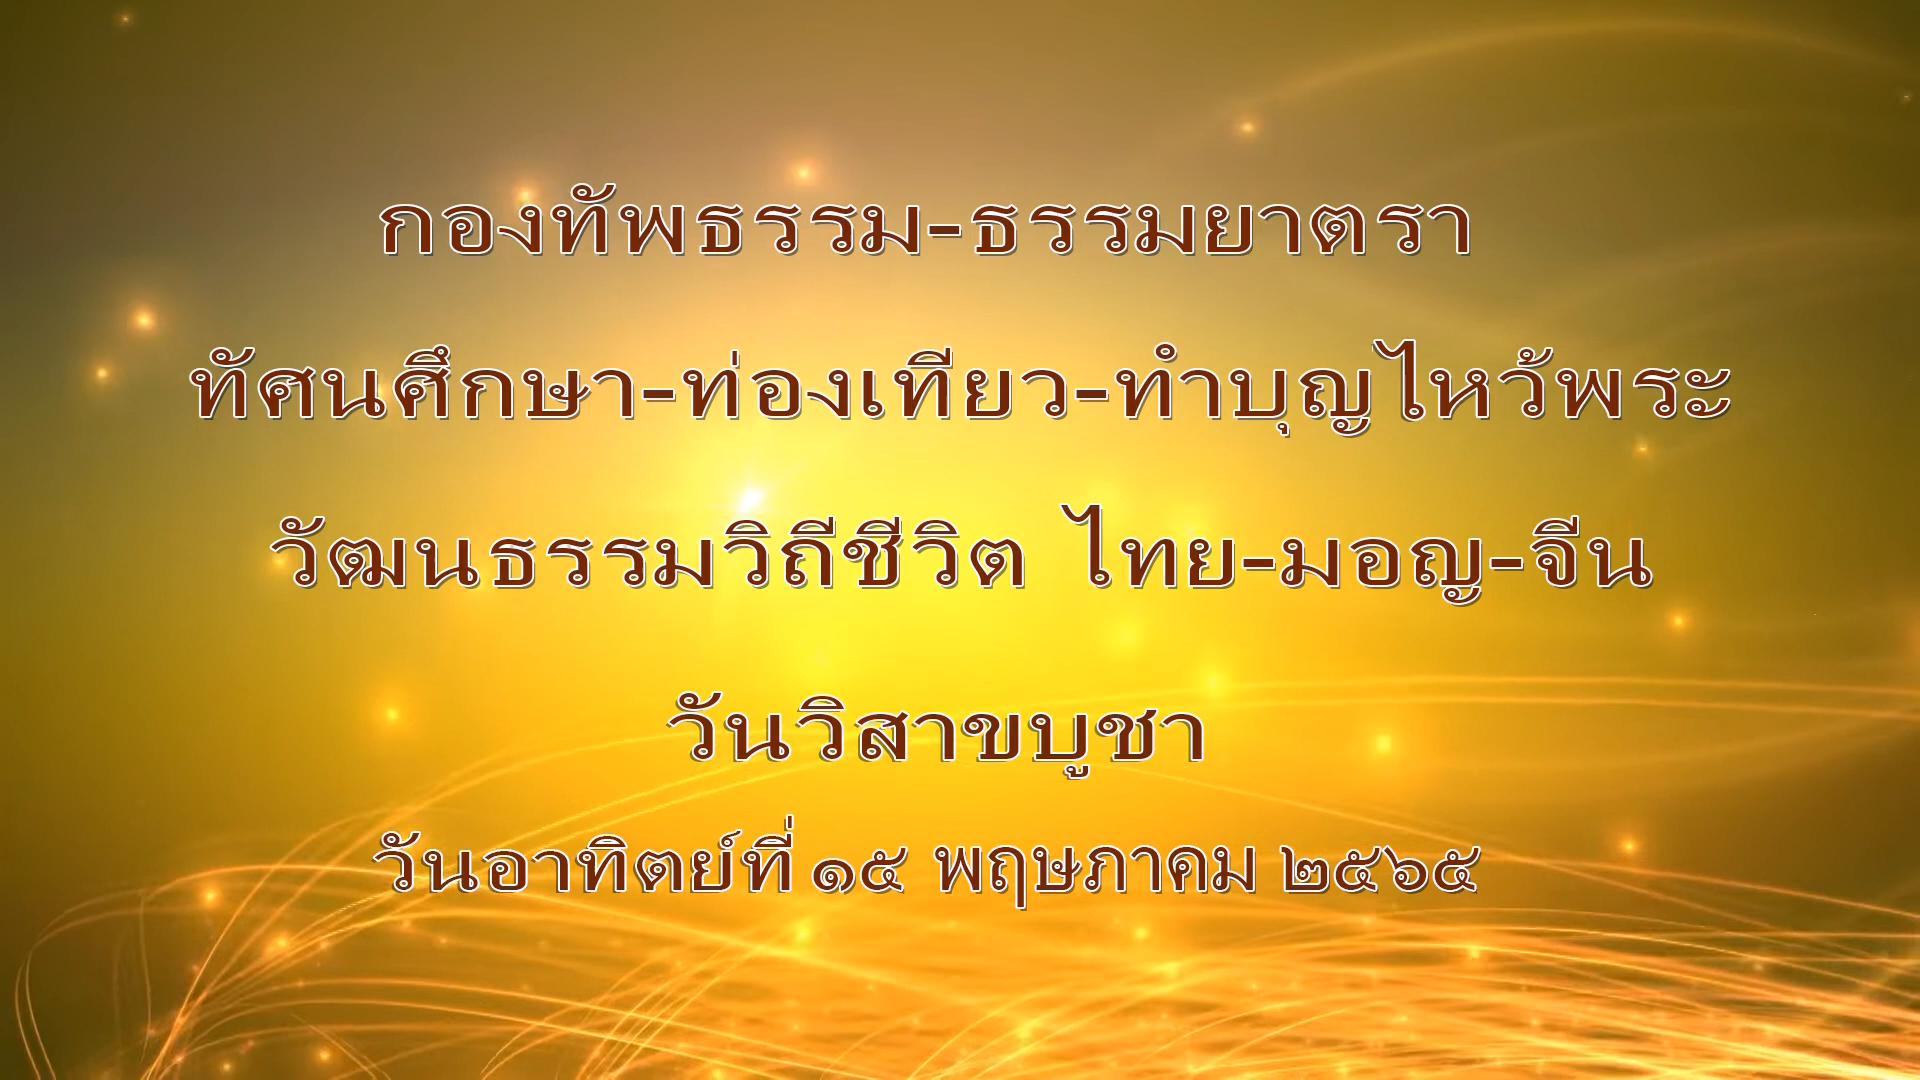 กองทัพธรรม-ธรรมยาตรา
ทัศนศึกษา-ท่องเทียว-ทำบุญไหว้พระ
วัฒนธรรมวิถีชีวิต ไทย-มอญ-จีน
วันวิสาขบูชา
วันอาทิตย์ที่ ๑๕ พฤษภาคม ๒๕๖๕